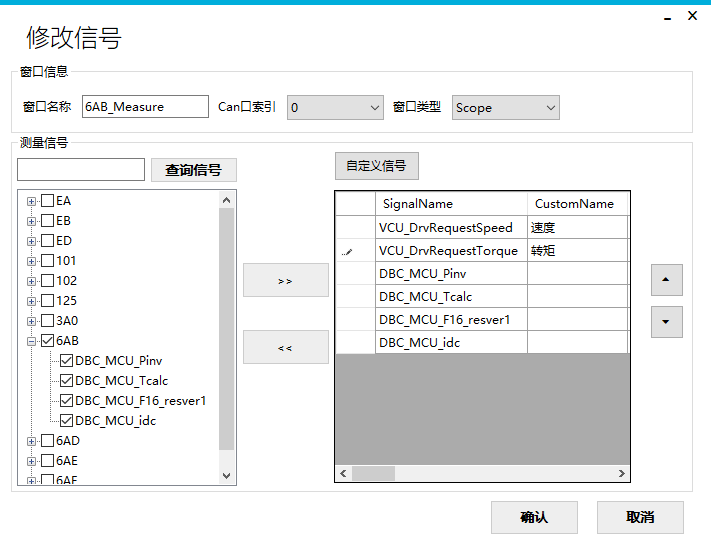 修改信号
窗口信息
窗口名称 6AB_Measure Can口索引 0 窗口类型 Scope
测量信号
查询信号
自定义信号
EA
EB
ED
101
102
125
3A0
6AB
DBC_MCU_Pinv
DBC_MCU_Tcalc
DBC_MCU_F16_resver1
DBC_MCU_idc
6AD
6AE
>>
<<
SignalName CustomName
VCU_DrvRequestSpeed 速度
VCU_DrvRequestTorque 转矩
DBC_MCU_Pinv
DBC_MCU_Tcalc
DBC_MCU_F16_resver1
DBC_MCU_idc
确认 取消